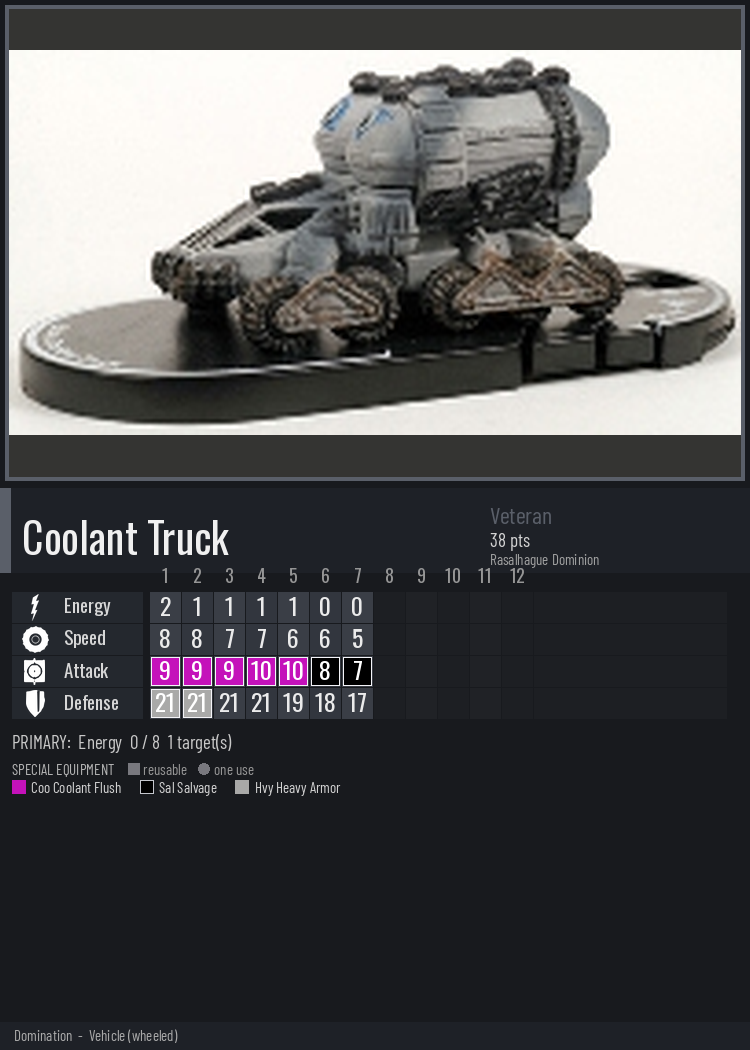 Coolant Truck
Veteran
38 pts
Rasalhague Dominion
1 2 3 4 5 6 7 8 9 10 11 12
Energy 2 1 1 1 1 0 0
Speed 8 8 7 7 6 6 5
Attack 9 9 9 10 10 8 7
Defense 21 21 21 21 19 18 17
PRIMARY: Energy 0 / 8 1 target(s)
SPECIAL EQUIPMENT reusable one use
Coo Coolant Flush Sal Salvage Hvy Heavy Armor
Domination - Vehicle (wheeled)